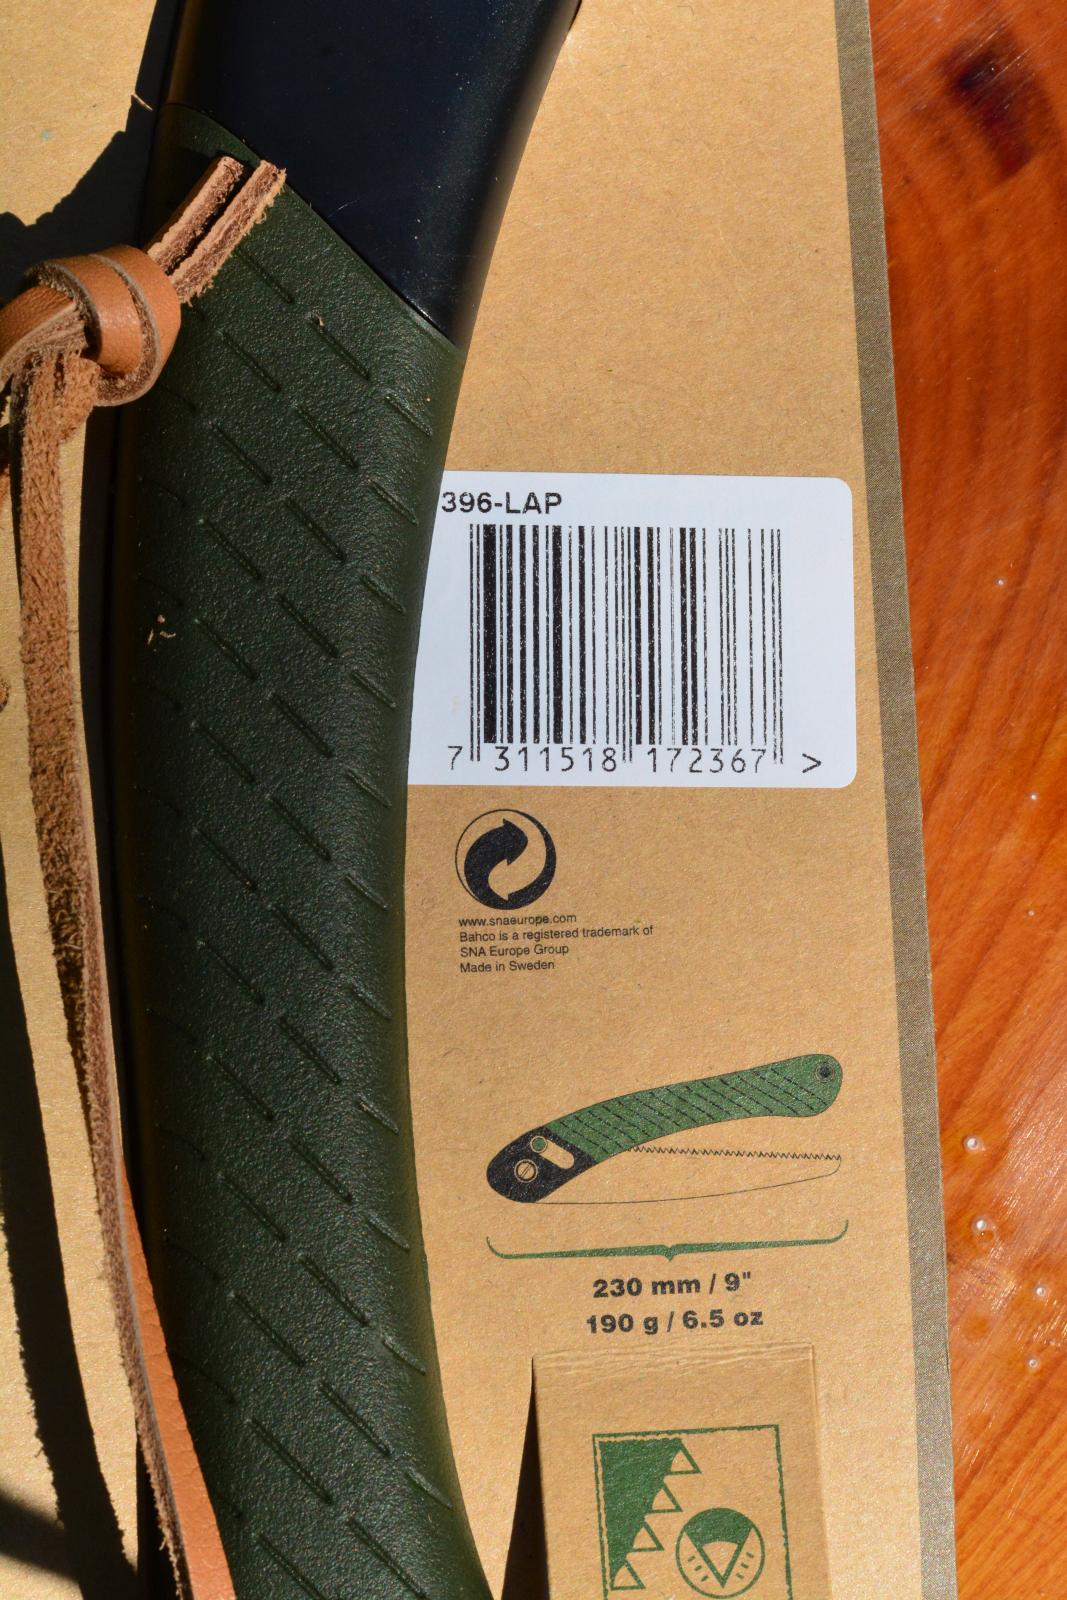 396-LAP
7 311518 172367 >
www.snaeurope.com
Bahco is a registered trademark of
SNA Europe Group
Made in Sweden
230 mm / 9"
190 g / 6.5 oz